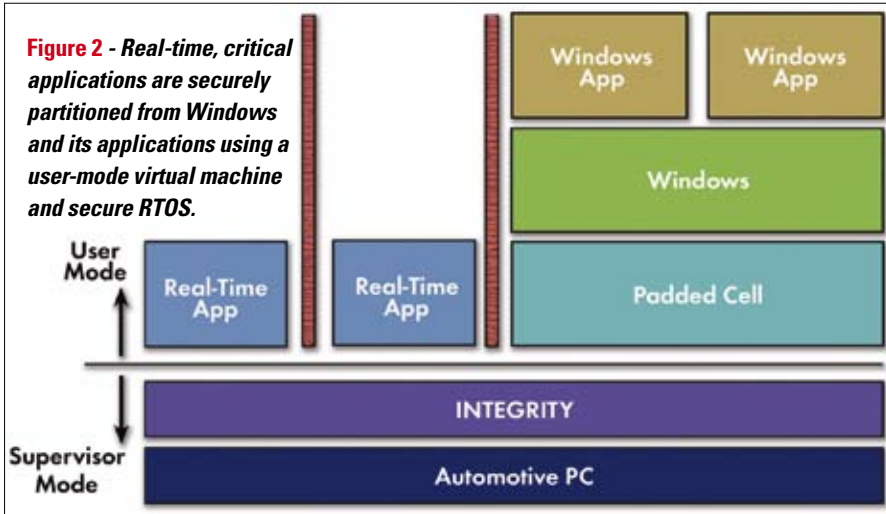 Figure 2 - Real-time, critical
applications are securely
partitioned from Windows
and its applications using a
user-mode virtual machine
and secure RTOS.
Windows
App
Windows
App
Windows
User
Mode
Real-Time
App
Real-Time
App
Padded Cell
INTEGRITY
Supervisor
Mode
Automotive PC